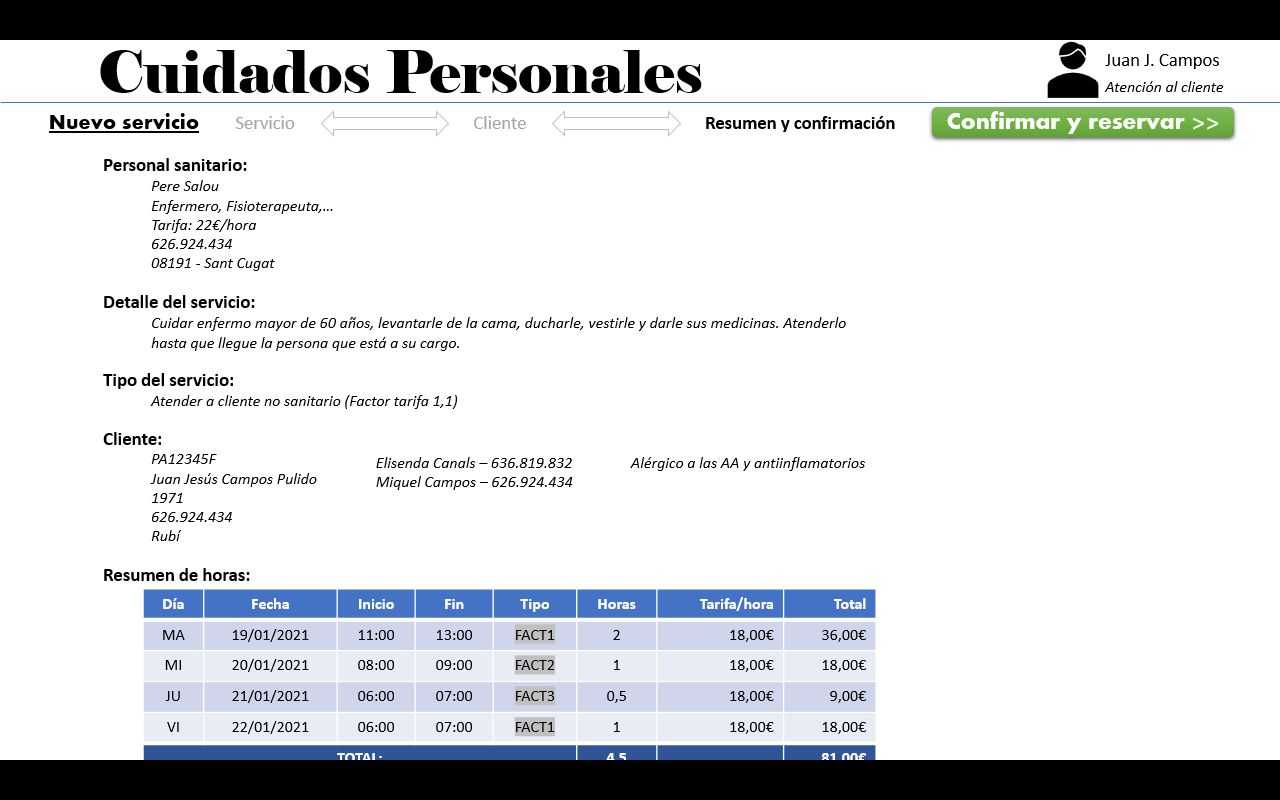 Cuidados Personales
Juan J. Campos
Atención al cliente
Nuevo servicio Servicio Cliente Resumen y confirmación Confirmar y reservar >>
Personal sanitario:
Pere Salou
Enfermero, Fisioterapeuta,...
Tarifa: 22€/hora
626.924.434
08191 - Sant Cugat
Detalle del servicio:
Cuidar enfermo mayor de 60 años, levantarle de la cama, ducharle, vestirle y darle sus medicinas. Atenderlo
hasta que llegue la persona que está a su cargo.
Tipo del servicio:
Atender a cliente no sanitario (Factor tarifa 1,1)
Cliente:
PA12345F
Juan Jesús Campos Pulido
1971
626.924.434
Rubí
Elisenda Canals – 636.819.832
Miquel Campos – 626.924.434
Alérgico a las AA y antiinflamatorios
Resumen de horas:
Día Fecha Inicio Fin Tipo Horas Tarifa/hora Total
MA 19/01/2021 11:00 13:00 FACT1 2 18,00€ 36,00€
MI 20/01/2021 08:00 09:00 FACT2 1 18,00€ 18,00€
JU 21/01/2021 06:00 07:00 FACT3 0,5 18,00€ 9,00€
VI 22/01/2021 06:00 07:00 FACT1 1 18,00€ 18,00€
TOTAL: 4,5 81,00€